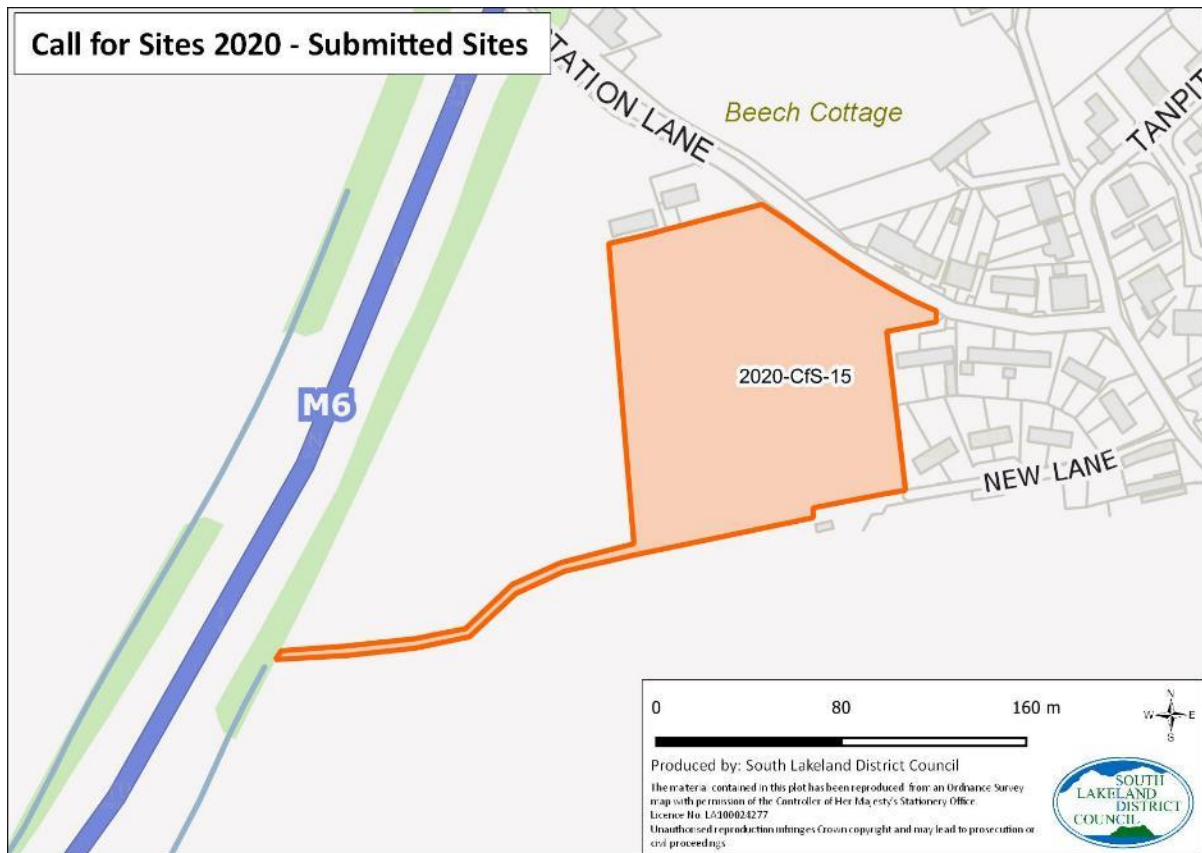 Call for Sites 2020 - Submitted Sites
STATION LANE
Beech Cottage
TANPIT
2020-CfS-15
M6
NEW LANE
0 80 160 m
N
W E
S
Produced by: South Lakeland District Council
The material contained in this plot has been reproduced from an Ordnance Survey
map with permission of the Controller of Her Majesty's Stationery Office.
Licence No. LA100024277
Unauthorised reproduction infringes Crown copyright and may lead to prosecution or
civil proceedings
SOUTH
LAKELAND
DISTRICT
COUNCIL